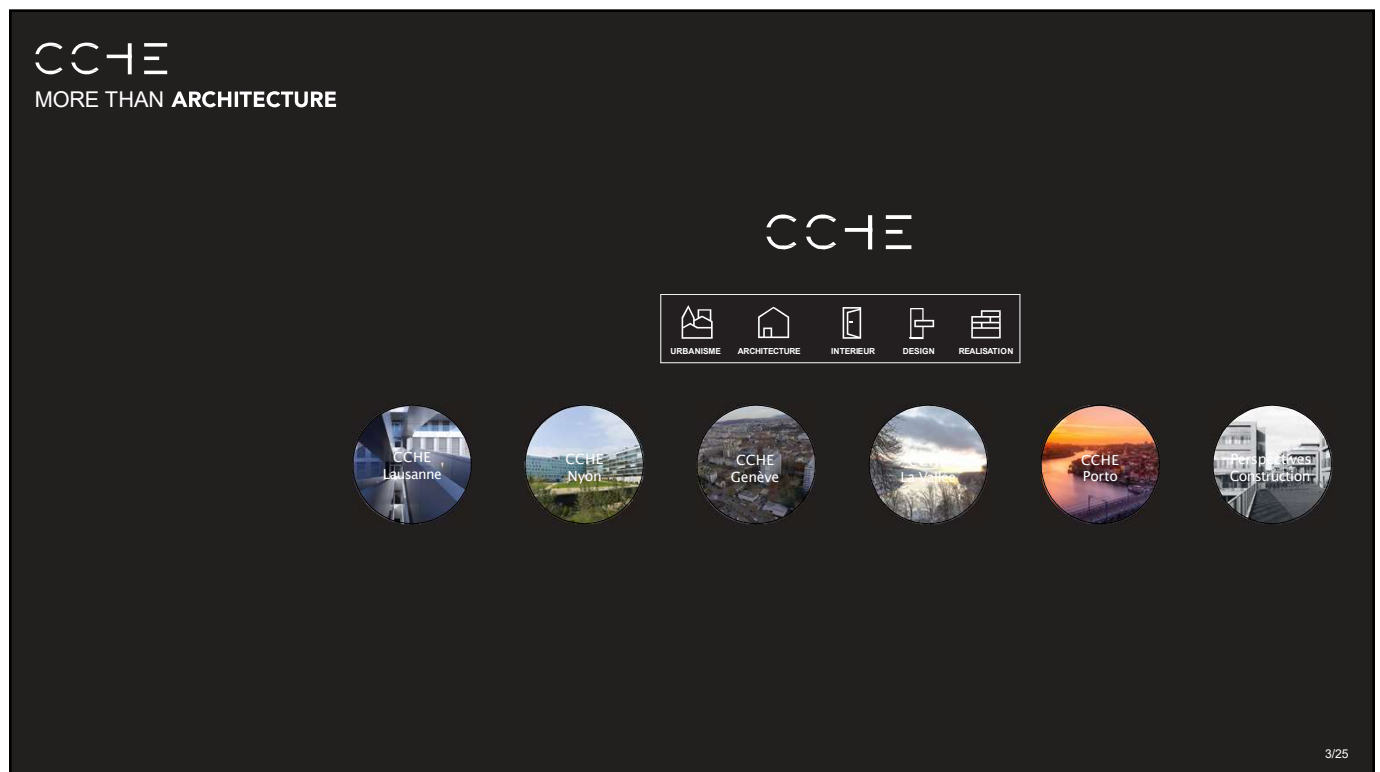 CCHE
MORE THAN ARCHITECTURE
CCHE
URBANISME ARCHITECTURE INTERIEUR DESIGN REALISATION
CCHE
Lausanne
CCHE
Nyon
CCHE
Genève
La Vallée
CCHE
Porto
Perspectives
Construction
3/25